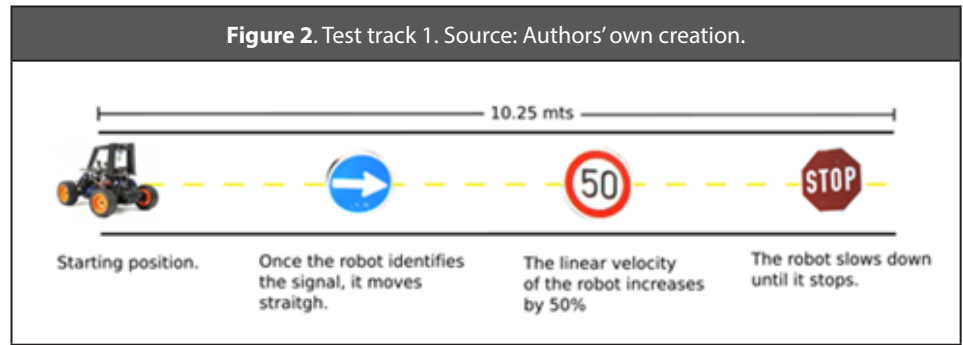 Figure 2. Test track 1. Source: Authors' own creation.
10.25 mts
50
STOP
Starting position.
Once the robot identifies
the signal, it moves
straitgh.
The linear velocity
of the robot increases
by 50%
The robot slows down
until it stops.